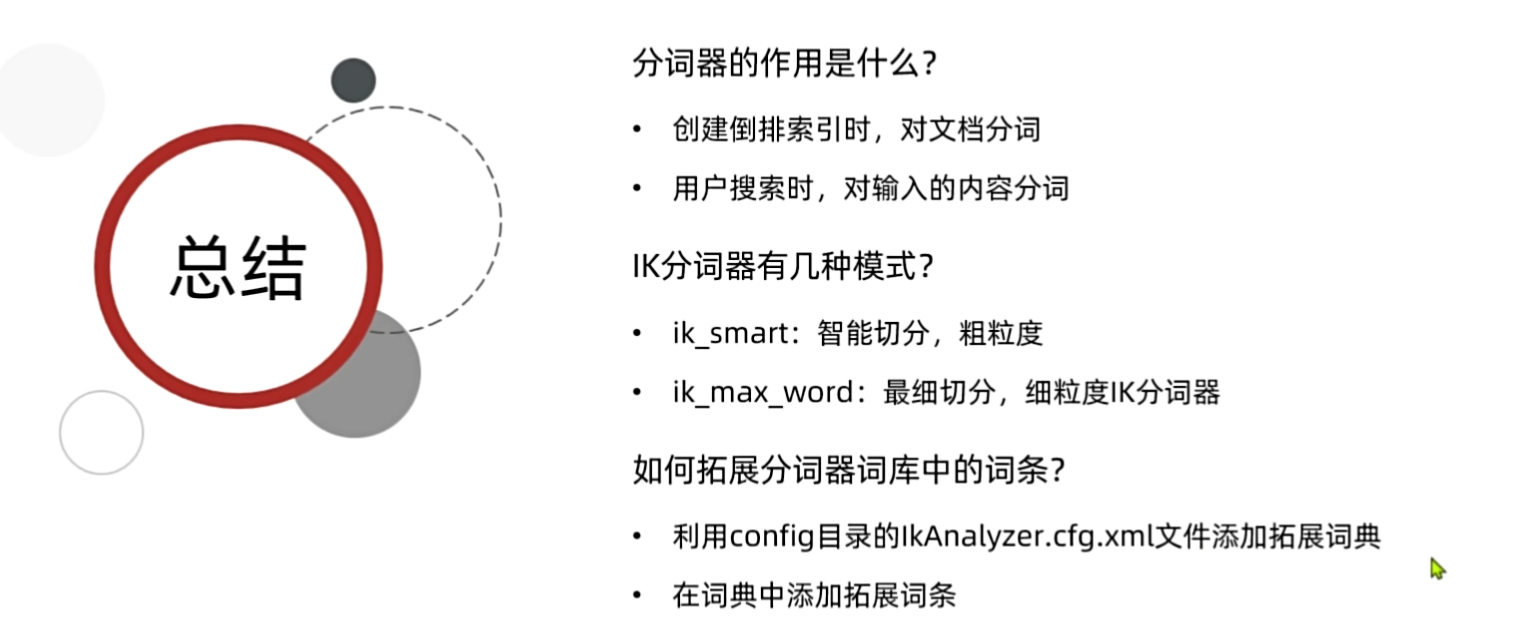 总结
分词器的作用是什么？
• 创建倒排索引时，对文档分词
• 用户搜索时，对输入的内容分词
IK分词器有几种模式？
• ik_smart：智能切分，粗粒度
• ik_max_word：最细切分，细粒度IK分词器
如何拓展分词器词库中的词条？
• 利用config目录的IkAnalyzer.cfg.xml文件添加拓展词典
• 在词典中添加拓展词条